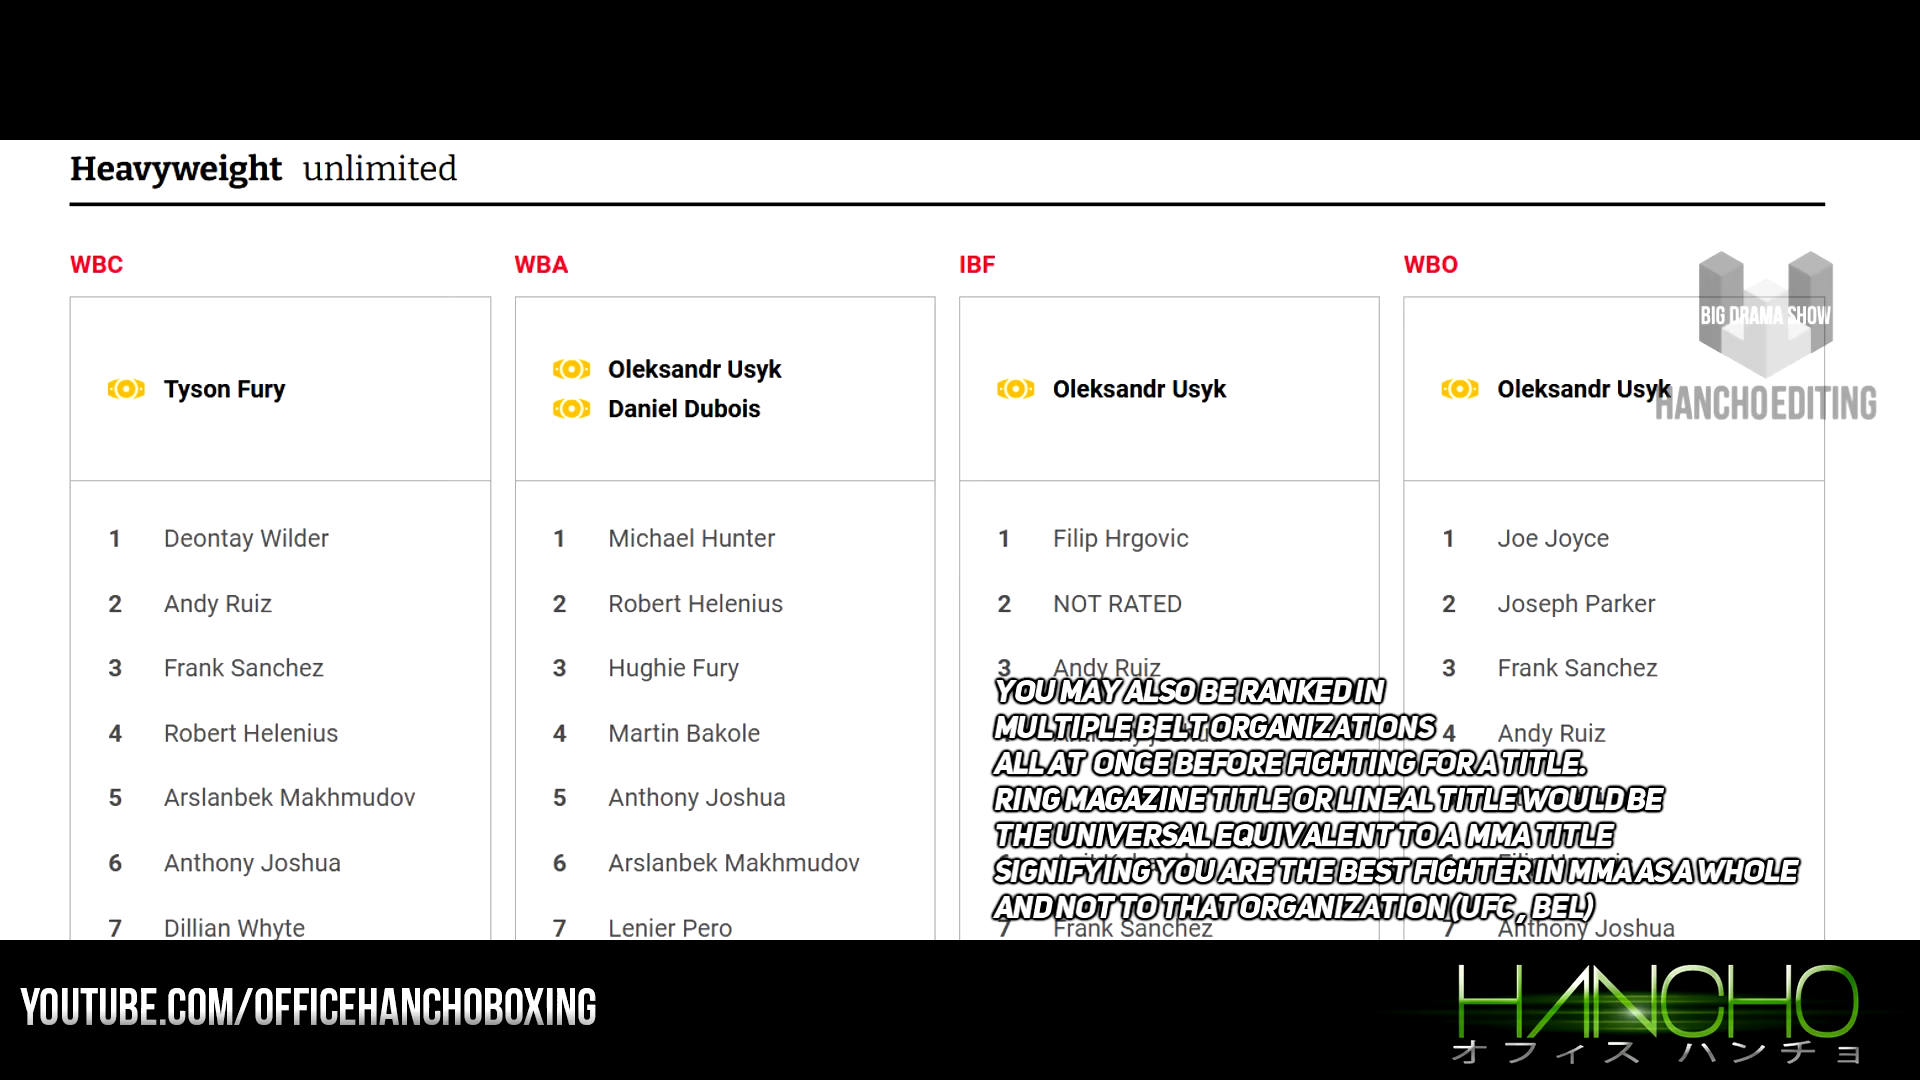 Heavyweight unlimited
WBC
WBA
IBF
WBO
BIG DRAMA SHOW
HANCHOEDITING
Tyson Fury
Oleksandr Usyk
Daniel Dubois
Oleksandr Usyk
Oleksandr Usyk
1 Deontay Wilder
2 Andy Ruiz
3 Frank Sanchez
4 Robert Helenius
5 Arslanbek Makhmudov
6 Anthony Joshua
7 Dillian Whyte
1 Michael Hunter
2 Robert Helenius
3 Hughie Fury
4 Martin Bakole
5 Anthony Joshua
6 Arslanbek Makhmudov
7 Lenier Pero
1 Filip Hrgovic
2 NOT RATED
3 Andy Ruiz
7 Frank Sanchez
1 Joe Joyce
2 Joseph Parker
3 Frank Sanchez
4 Andy Ruiz
7 Anthony Joshua
YOU MAY ALSO BE RANKED IN
MULTIPLE BELT ORGANIZATIONS
ALL AT ONCE BEFORE FIGHTING FOR A TITLE.
RING MAGAZINE TITLE OR LINEAL TITLE WOULD BE
THE UNIVERSAL EQUIVALENT TO A MMA TITLE
SIGNIFYING YOU ARE THE BEST FIGHTER IN MMA AS A WHOLE
AND NOT TO THAT ORGANIZATION (UFC, BEL)
YOUTUBE.COM/OFFICEHANCHOBOXING
HANCHO
オフィス ハンチョ